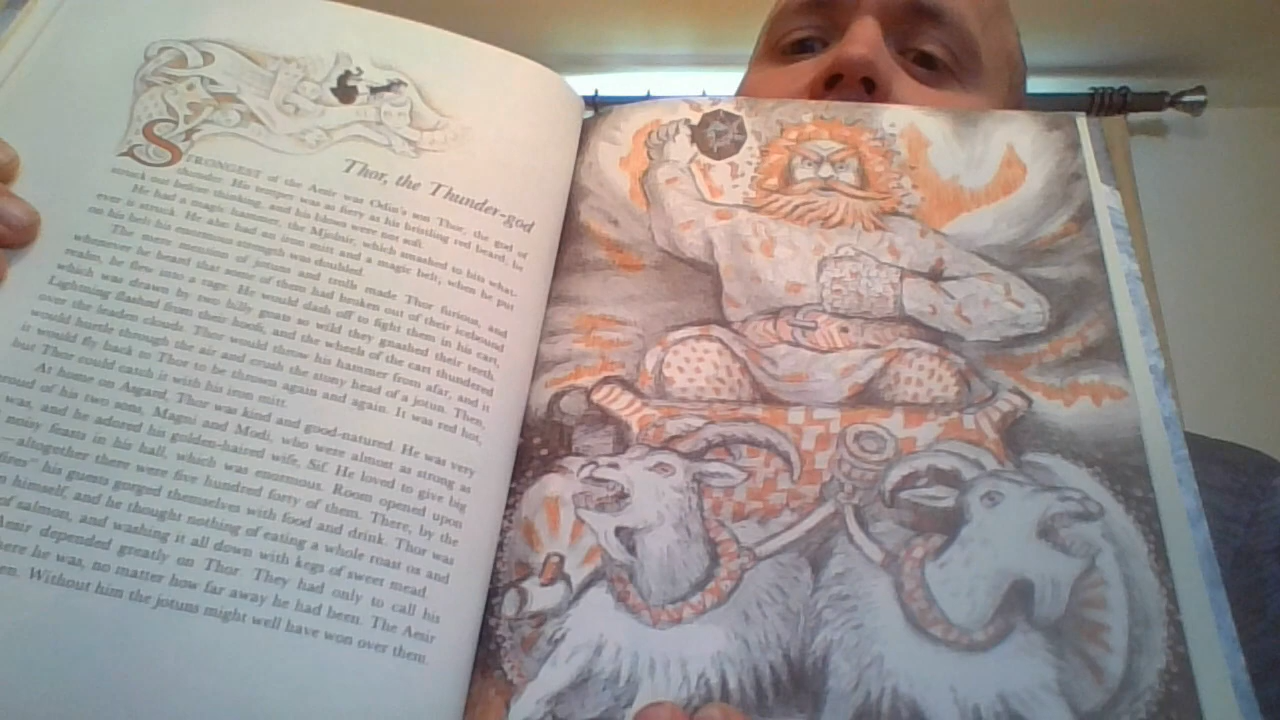 Thor, the Thunder-god
STRONGEST of the Aesir was Odin's son Thor, the god of
thunder. His temper was as fiery as his bristling red beard; he
struck out before thinking, and his blows were not soft.
He had a magic hammer, the Mjolnir, which smashed to bits what-
ever it struck. He also had an iron mitt and a magic belt; when he put
on his belt his enormous strength was doubled.
The mere mention of jotuns and trolls made Thor furious, and
whenever he heard that some of them had broken out of their icebound
realm, he flew into a rage. He would dash off to fight them in his cart,
which was drawn by two billy goats so wild they gnashed their teeth.
Lightning flashed from their hoofs, and the wheels of the cart thundered
over the leaden clouds. Thor would throw his hammer from afar, and it
would hurtle through the air and crush the stony head of a jotun. Then,
it would fly back to Thor to be thrown again and again. It was red hot,
but Thor could catch it with his iron mitt.
At home on Asgard, Thor was kind and good-natured. He was very
proud of his two sons, Magni and Modi, who were almost as strong as
was, and he adored his golden-haired wife, Sif. He loved to give big
noisy feasts in his hall, which was enormous. Room opened upon
—altogether there were five hundred forty of them. There, by the
fires" his guests gorged themselves with food and drink. Thor was
himself, and he thought nothing of eating a whole roast ox and
of salmon, and washing it all down with kegs of sweet mead.
Aesir depended greatly on Thor. They had only to call his
here he was, no matter how far away he had been. The Aesir
Without him the jotuns might well have won over them.